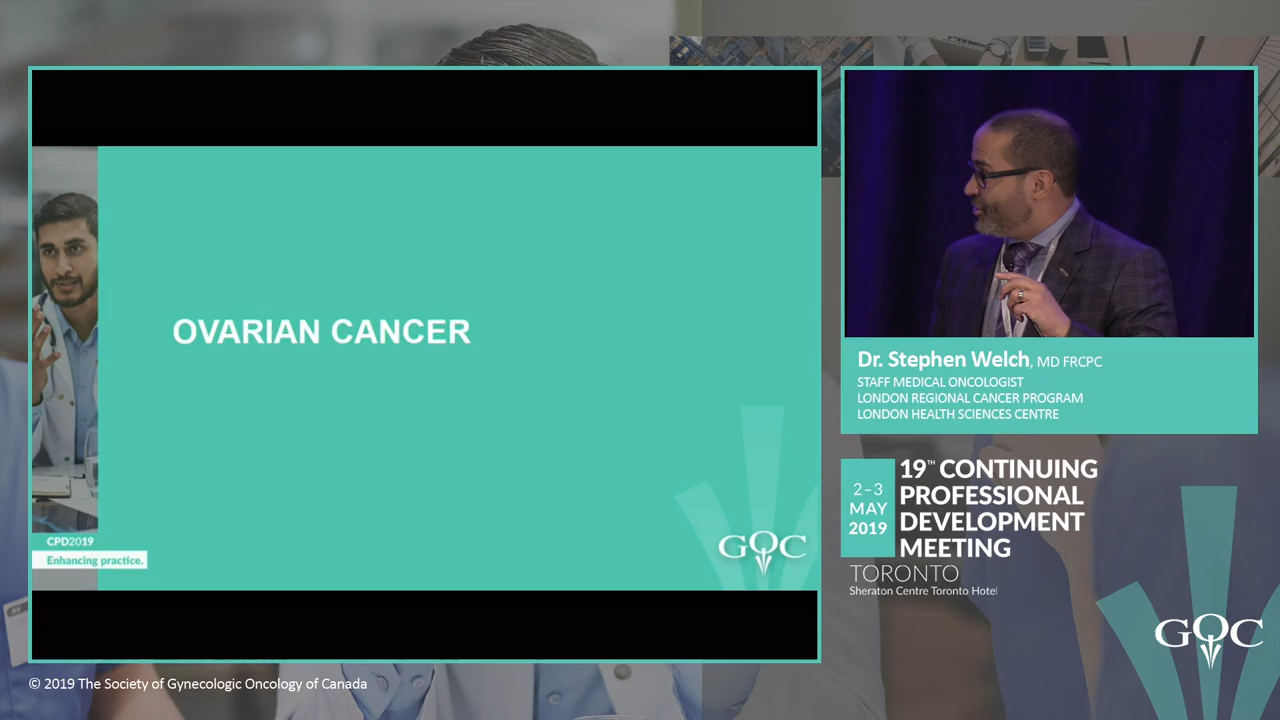 OVARIAN CANCER
CPD2019
Enhancing practice.
GOC
Dr. Stephen Welch, MD FRCPC
STAFF MEDICAL ONCOLOGIST
LONDON REGIONAL CANCER PROGRAM
LONDON HEALTH SCIENCES CENTRE
2–3
MAY
2019
19TH CONTINUING
PROFESSIONAL
DEVELOPMENT
MEETING
TORONTO
Sheraton Centre Toronto Hotel
GOC
© 2019 The Society of Gynecologic Oncology of Canada